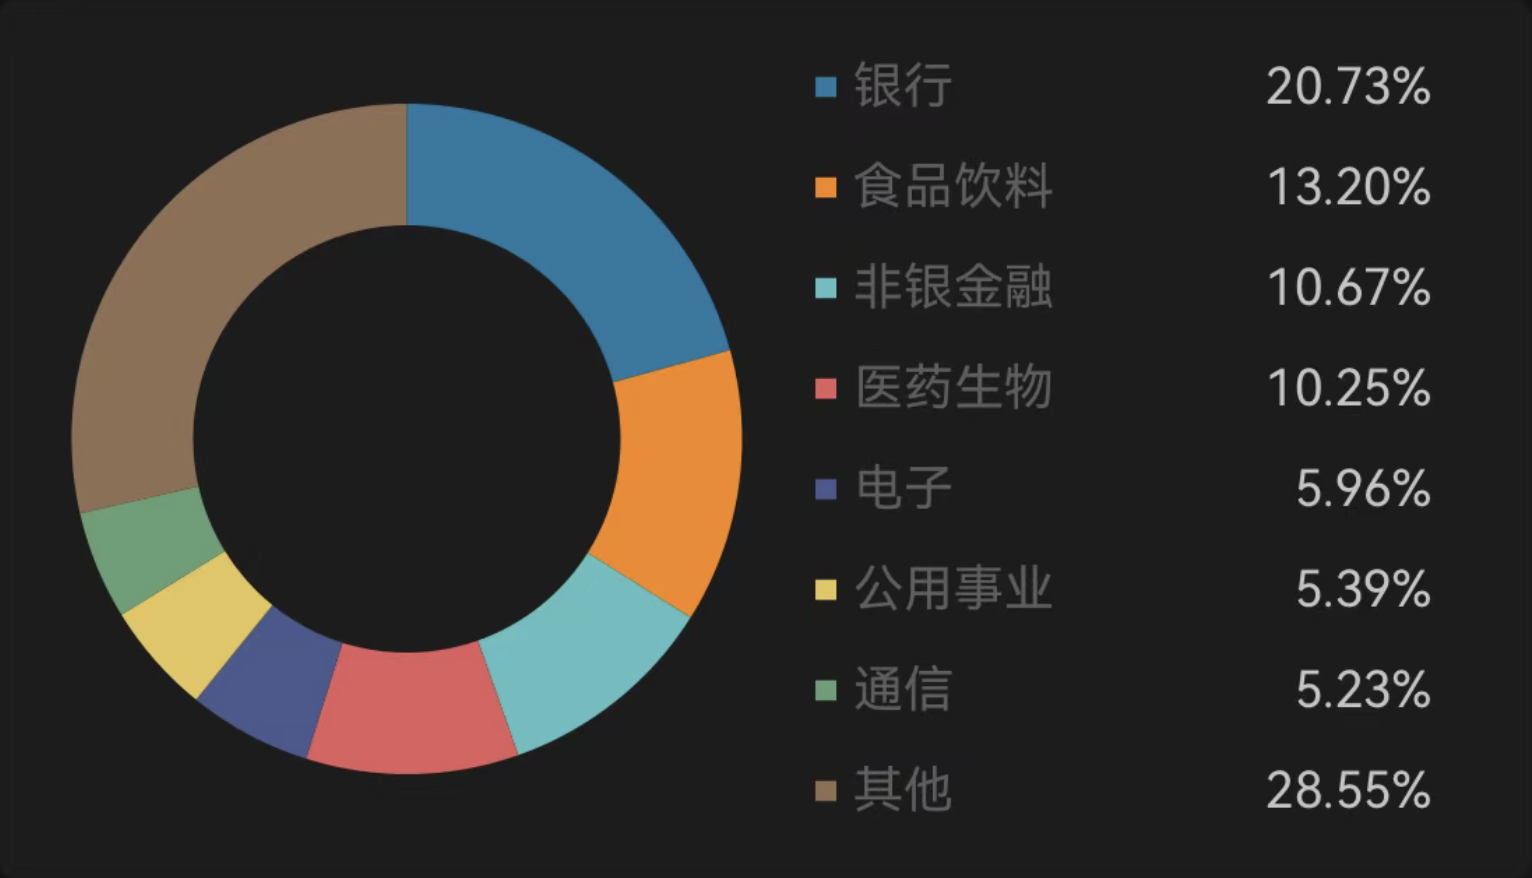 银行 20.73%
食品饮料 13.20%
非银金融 10.67%
医药生物 10.25%
电子 5.96%
公用事业 5.39%
通信 5.23%
其他 28.55%